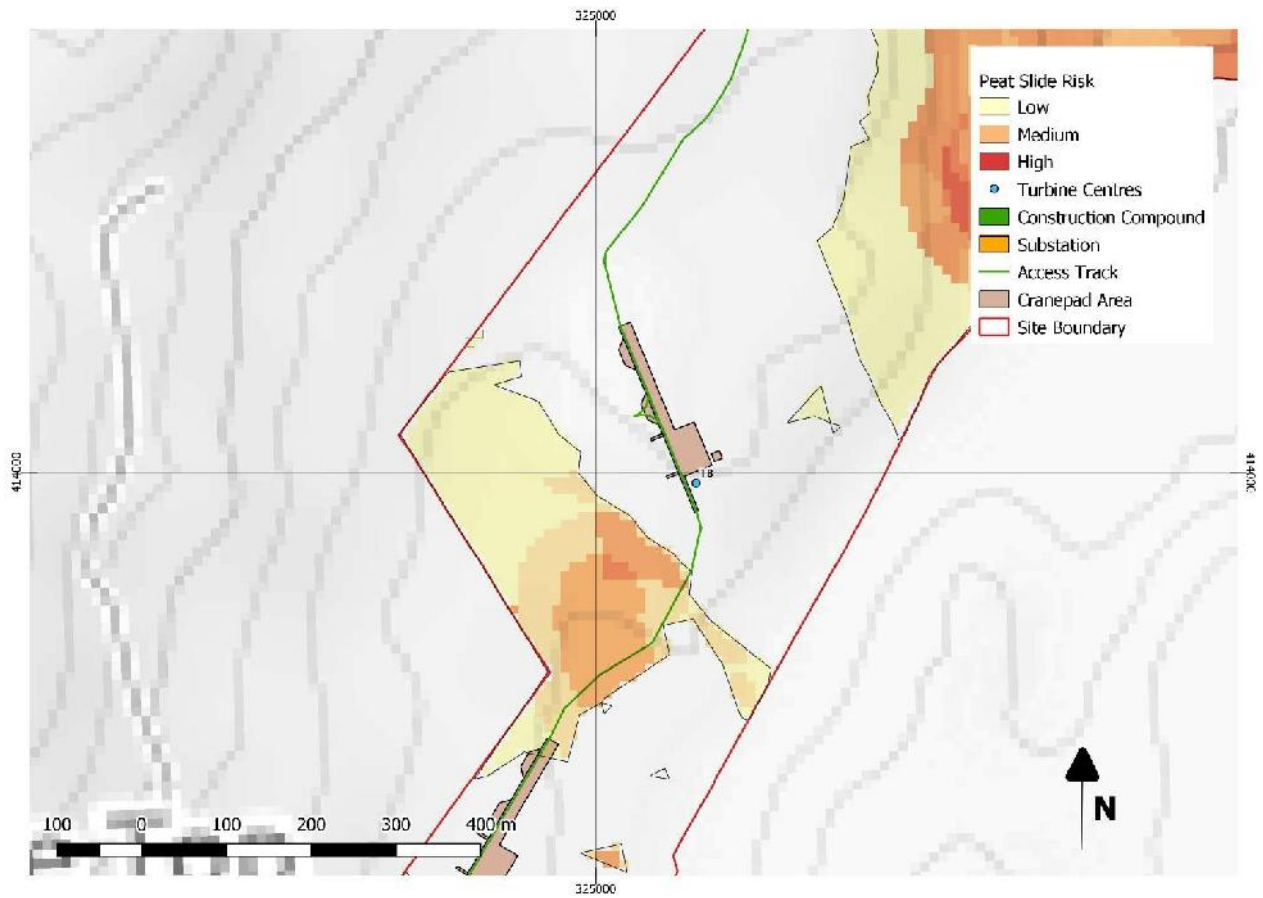 325000
Peat Slide Risk
Low
Medium
High
Turbine Centres
Construction Compound
Substation
Access Track
Cranepad Area
Site Boundary
414000
414000
T8
N
100 0 100 200 300 400 m
325000